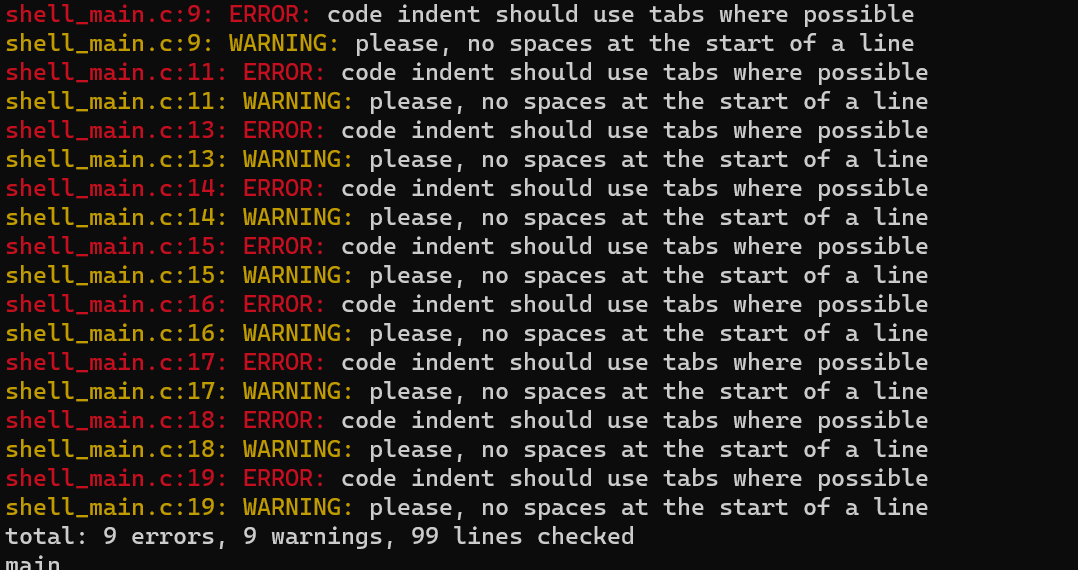 shell_main.c:9: ERROR: code indent should use tabs where possible
shell_main.c:9: WARNING: please, no spaces at the start of a line
shell_main.c:11: ERROR: code indent should use tabs where possible
shell_main.c:11: WARNING: please, no spaces at the start of a line
shell_main.c:13: ERROR: code indent should use tabs where possible
shell_main.c:13: WARNING: please, no spaces at the start of a line
shell_main.c:14: ERROR: code indent should use tabs where possible
shell_main.c:14: WARNING: please, no spaces at the start of a line
shell_main.c:15: ERROR: code indent should use tabs where possible
shell_main.c:15: WARNING: please, no spaces at the start of a line
shell_main.c:16: ERROR: code indent should use tabs where possible
shell_main.c:16: WARNING: please, no spaces at the start of a line
shell_main.c:17: ERROR: code indent should use tabs where possible
shell_main.c:17: WARNING: please, no spaces at the start of a line
shell_main.c:18: ERROR: code indent should use tabs where possible
shell_main.c:18: WARNING: please, no spaces at the start of a line
shell_main.c:19: ERROR: code indent should use tabs where possible
shell_main.c:19: WARNING: please, no spaces at the start of a line
total: 9 errors, 9 warnings, 99 lines checked
main